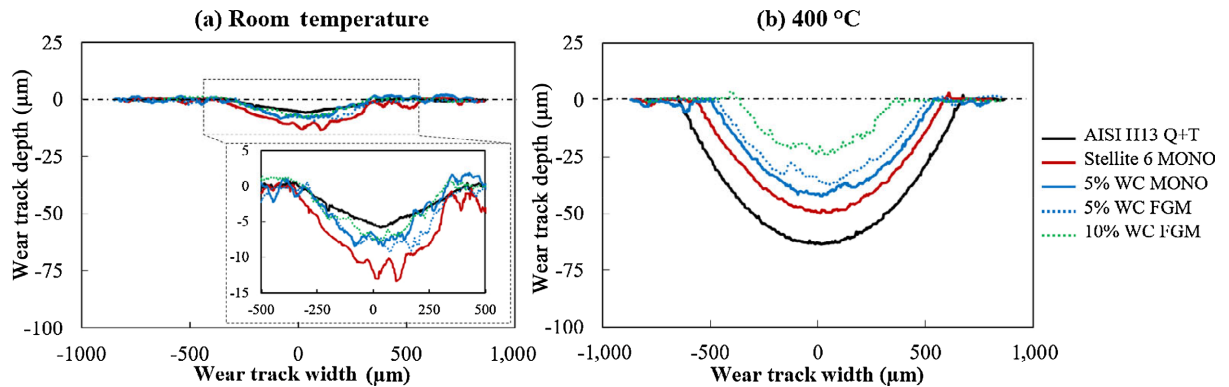 (a) Room temperature
(b) 400 °C
Wear track depth (µm)
25
0
-25
-50
-75
-100
-1000
-500
0
500
1,000
Wear track width (µm)
5
0
-5
-10
-15
-500
-250
0
250
500
Wear track depth (µm)
25
0
-25
-50
-75
-100
-1,000
-500
0
500
1,000
Wear track width (µm)
AISI H13 Q+T
Stellite 6 MONO
5% WC MONO
5% WC FGM
10% WC FGM